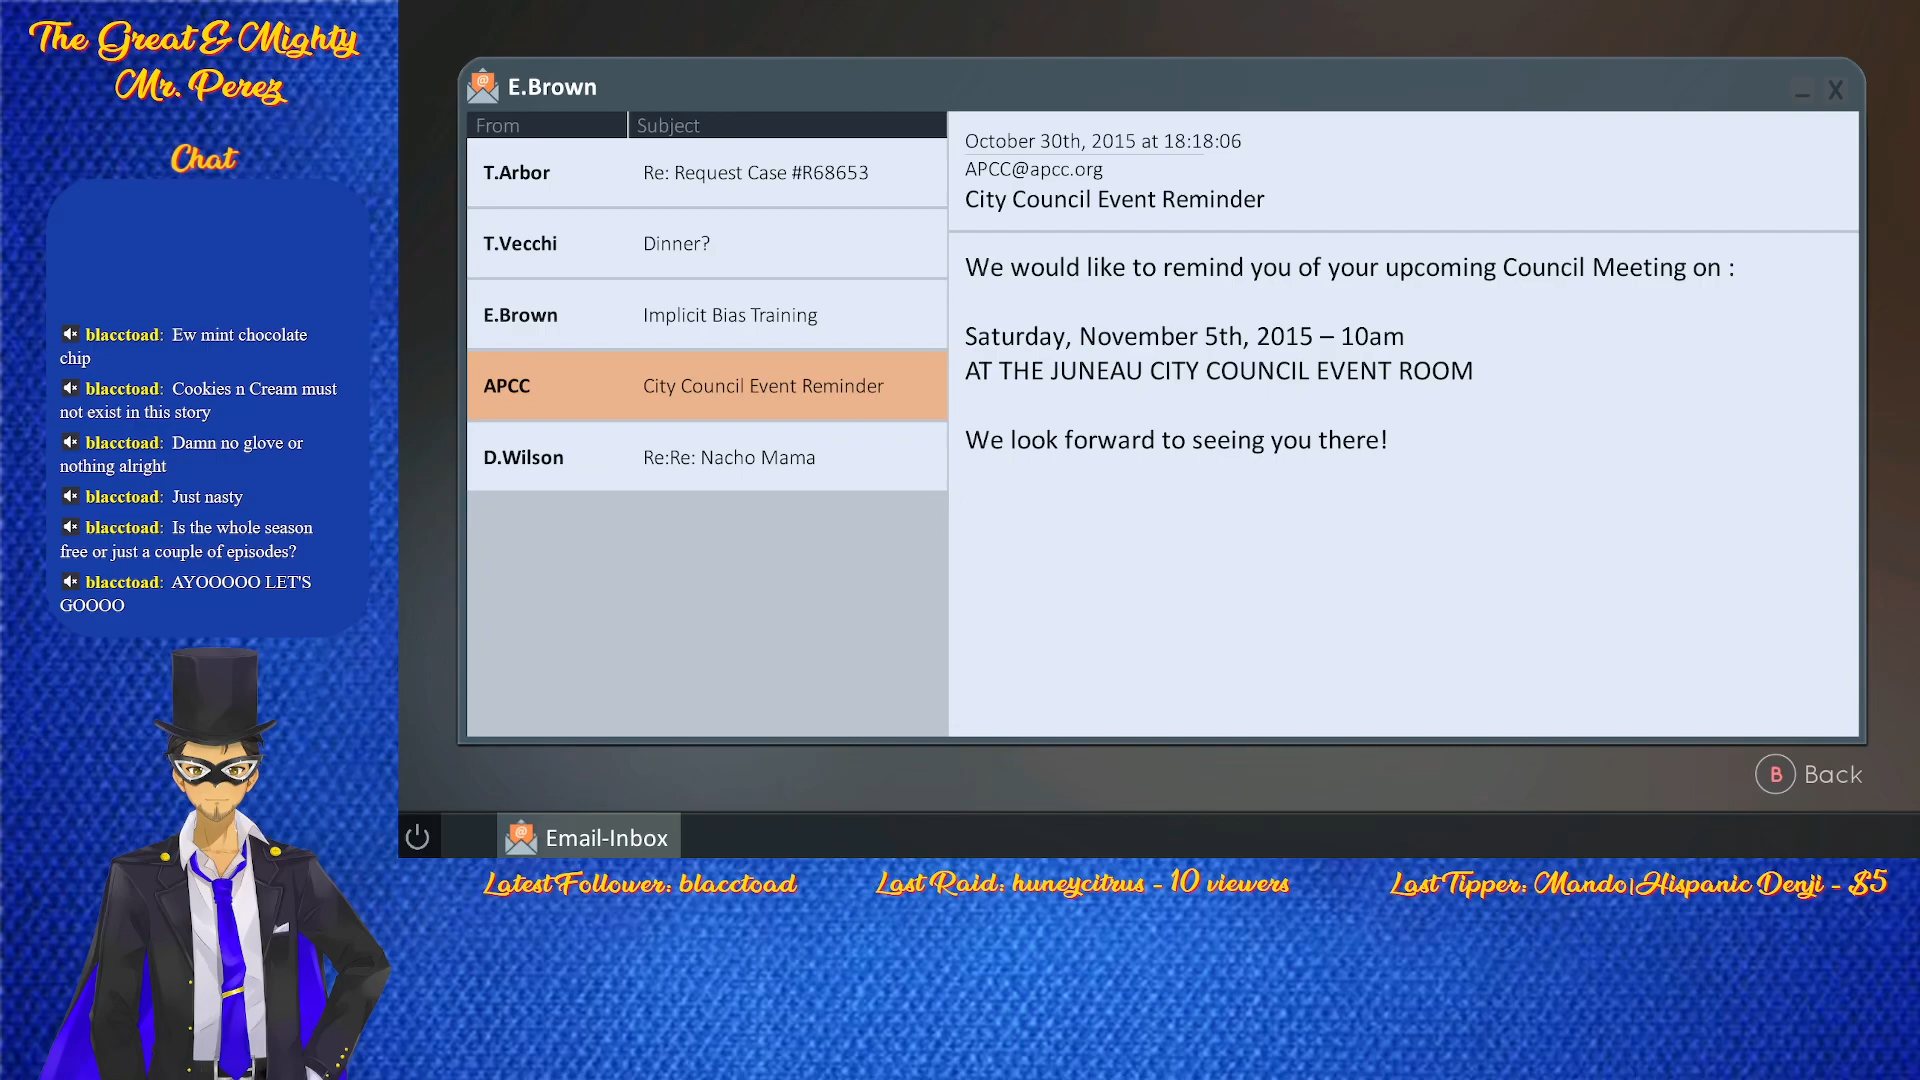 The Great & Mighty
Mr. Perez
Chat
blacctoad: Ew mint chocolate
chip
blacctoad: Cookies n Cream must
not exist in this story
blacctoad: Damn no glove or
nothing alright
blacctoad: Just nasty
blacctoad: Is the whole season
free or just a couple of episodes?
blacctoad: AYOOOOO LET'S
GOOOO
E.Brown
X
From Subject
T.Arbor Re: Request Case #R68653
T.Vecchi Dinner?
E.Brown Implicit Bias Training
APCC City Council Event Reminder
D.Wilson Re:Re: Nacho Mama
October 30th, 2015 at 18:18:06
APCC@apcc.org
City Council Event Reminder
We would like to remind you of your upcoming Council Meeting on :
Saturday, November 5th, 2015 – 10am
AT THE JUNEAU CITY COUNCIL EVENT ROOM
We look forward to seeing you there!
B Back
Email-Inbox
Latest Follower: blacctoad
Last Raid: huneycitrus - 10 viewers
Last Tipper: Mando|Hispanic Denji - $5